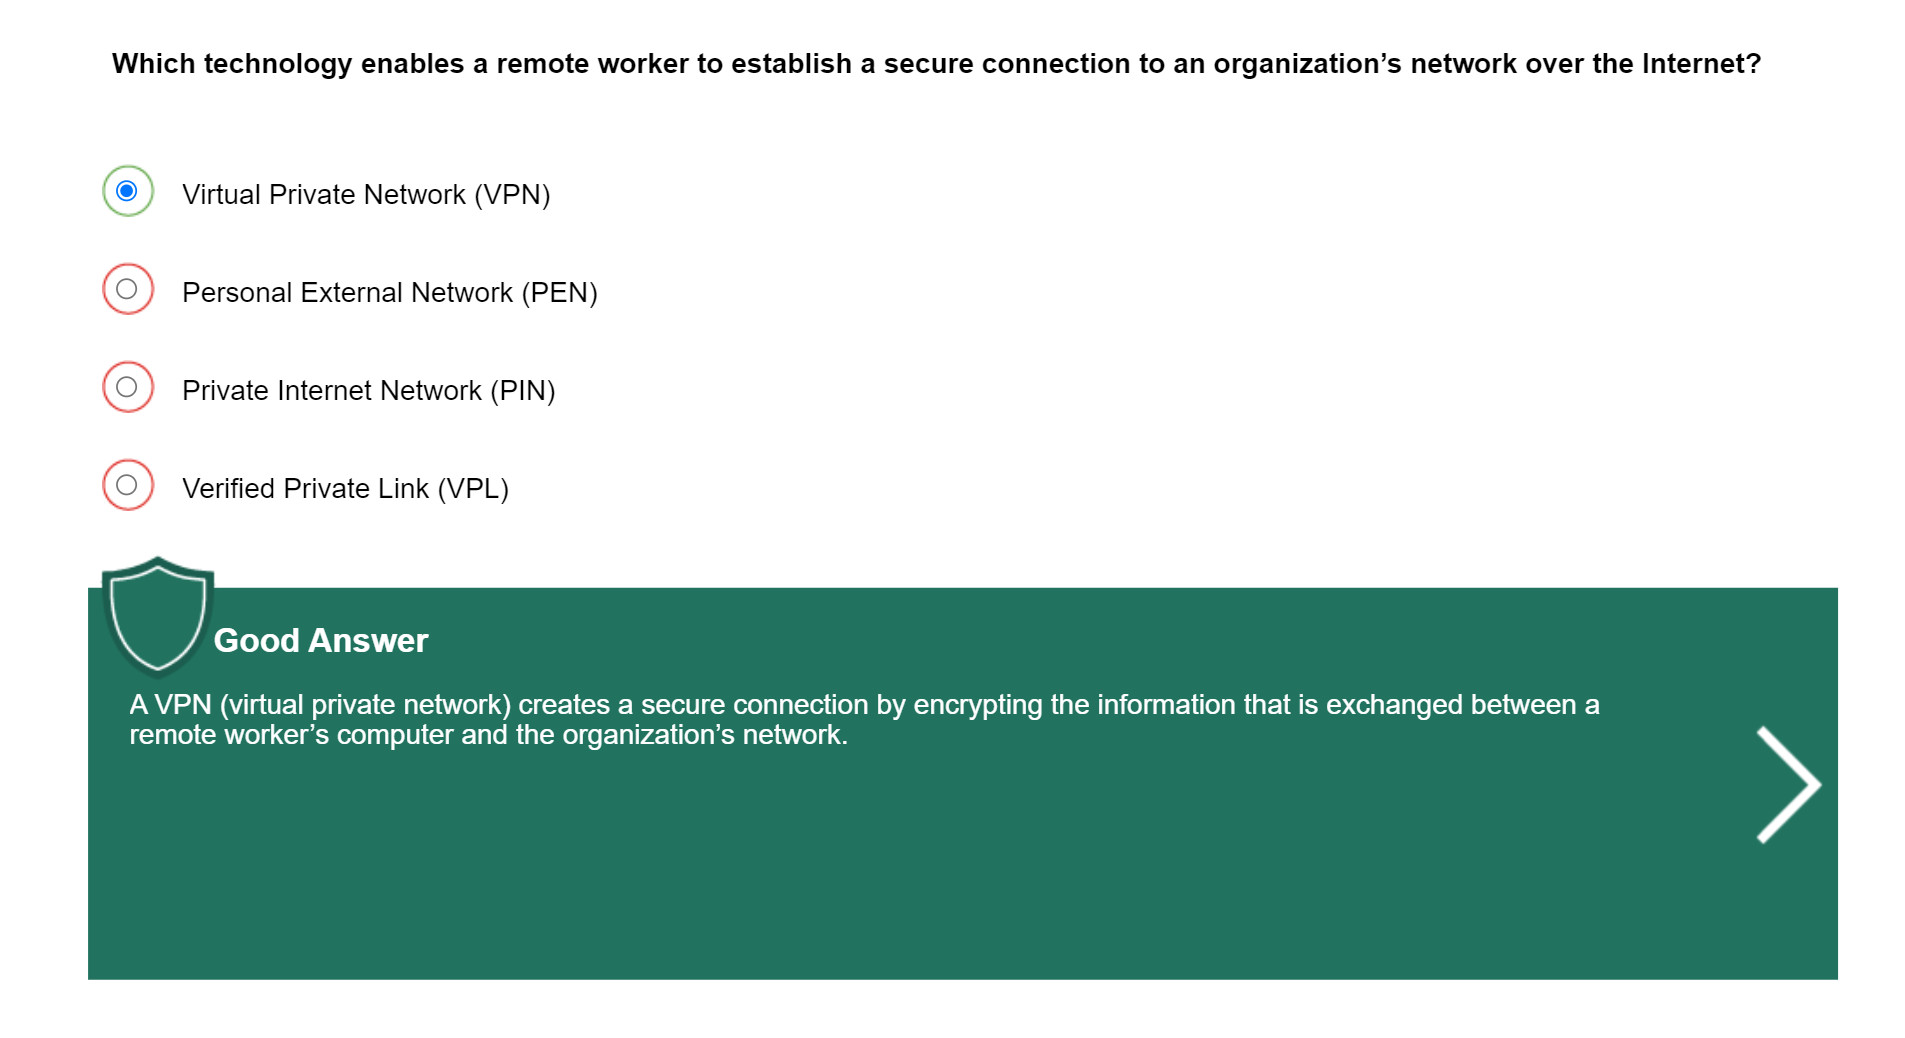 Which technology enables a remote worker to establish a secure connection to an organization’s network over the Internet?
Virtual Private Network (VPN)
Personal External Network (PEN)
Private Internet Network (PIN)
Verified Private Link (VPL)
Good Answer
A VPN (virtual private network) creates a secure connection by encrypting the information that is exchanged between a
remote worker’s computer and the organization’s network.